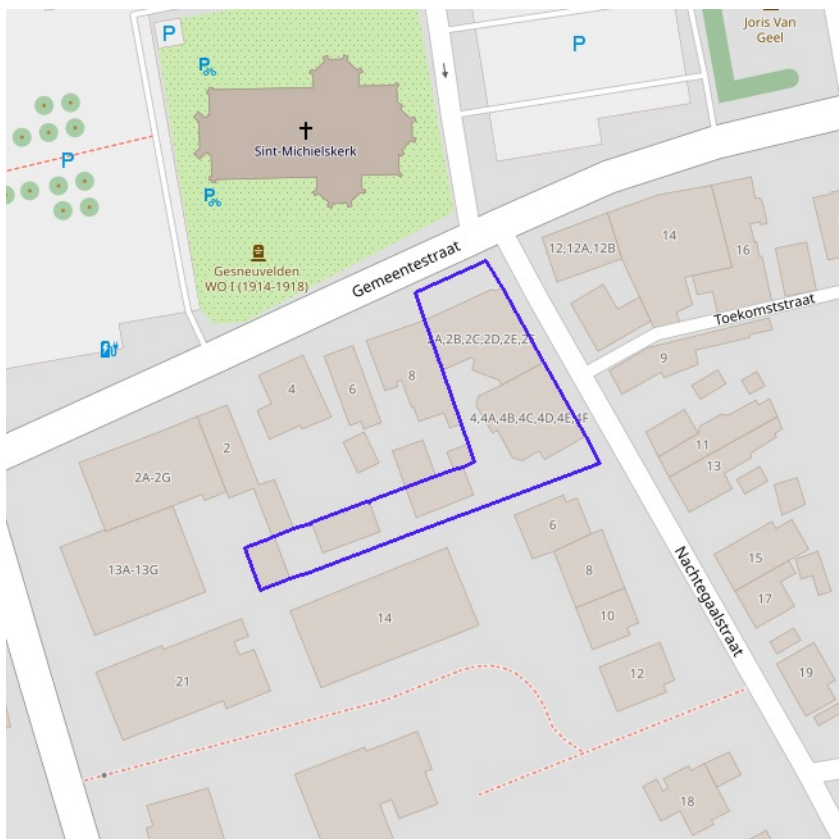 P
Joris Van
Geel
P
P
Sint-Michielskerk
P
P
Gesneuvelden
WO I (1914-1918)
Gemeentestraat
12,12A,12B
14
16
Toekomststraat
2A,2B,2C,2D,2E,2F
9
8
4
6
4,4A,4B,4C,4D,4E,4F
2
11
2A-2G
13
6
13A-13G
8
15
14
10
17
Nachtegaalstraat
21
12
19
18